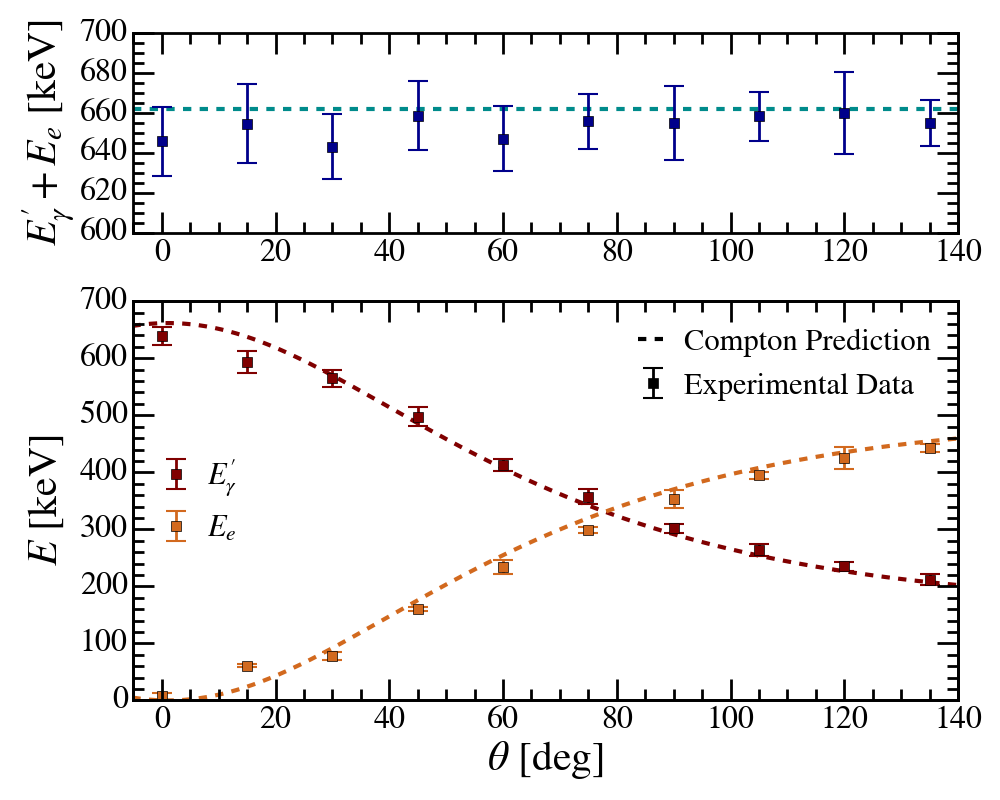 E'γ + Ee [keV]
700
680
660
640
620
600
0 20 40 60 80 100 120 140
E [keV]
700
600
500
400
300
200
100
0
Compton Prediction
Experimental Data
E'γ
Ee
0 20 40 60 80 100 120 140
θ [deg]